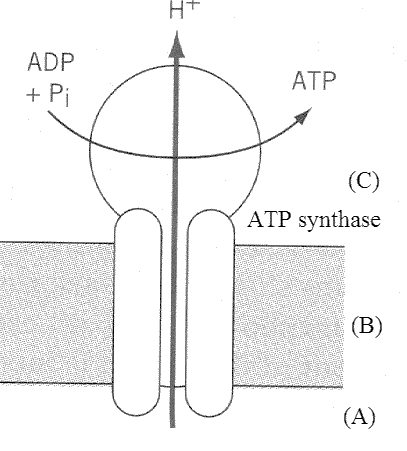 H+
ADP
+ Pi
ATP
(C)
ATP synthase
(B)
(A)